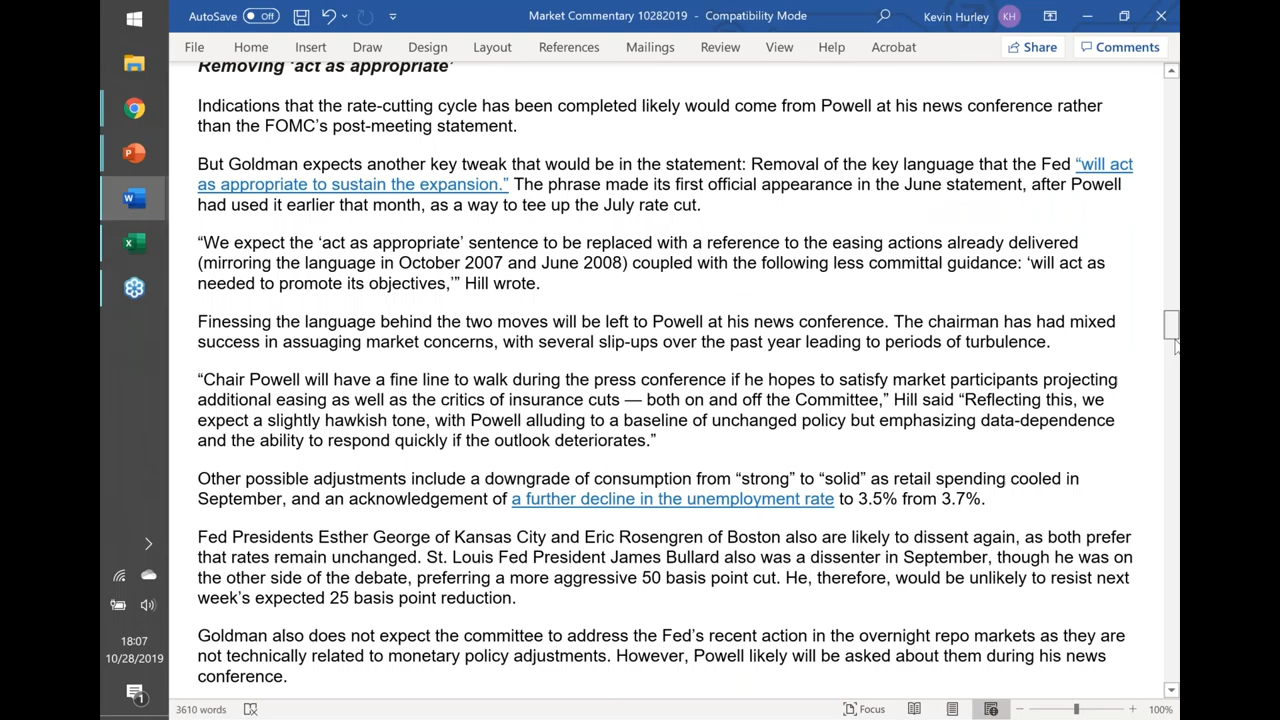 AutoSave Off Market Commentary 10282019 - Compatibility Mode Kevin Hurley KH
File Home Insert Draw Design Layout References Mailings Review View Help Acrobat Share Comments
Removing ‘act as appropriate’
Indications that the rate-cutting cycle has been completed likely would come from Powell at his news conference rather
than the FOMC’s post-meeting statement.
But Goldman expects another key tweak that would be in the statement: Removal of the key language that the Fed “will act
as appropriate to sustain the expansion.” The phrase made its first official appearance in the June statement, after Powell
had used it earlier that month, as a way to tee up the July rate cut.
“We expect the ‘act as appropriate’ sentence to be replaced with a reference to the easing actions already delivered
(mirroring the language in October 2007 and June 2008) coupled with the following less committal guidance: ‘will act as
needed to promote its objectives,’” Hill wrote.
Finessing the language behind the two moves will be left to Powell at his news conference. The chairman has had mixed
success in assuaging market concerns, with several slip-ups over the past year leading to periods of turbulence.
“Chair Powell will have a fine line to walk during the press conference if he hopes to satisfy market participants projecting
additional easing as well as the critics of insurance cuts — both on and off the Committee,” Hill said “Reflecting this, we
expect a slightly hawkish tone, with Powell alluding to a baseline of unchanged policy but emphasizing data-dependence
and the ability to respond quickly if the outlook deteriorates.”
Other possible adjustments include a downgrade of consumption from “strong” to “solid” as retail spending cooled in
September, and an acknowledgement of a further decline in the unemployment rate to 3.5% from 3.7%.
Fed Presidents Esther George of Kansas City and Eric Rosengren of Boston also are likely to dissent again, as both prefer
that rates remain unchanged. St. Louis Fed President James Bullard also was a dissenter in September, though he was on
the other side of the debate, preferring a more aggressive 50 basis point cut. He, therefore, would be unlikely to resist next
week’s expected 25 basis point reduction.
Goldman also does not expect the committee to address the Fed’s recent action in the overnight repo markets as they are
not technically related to monetary policy adjustments. However, Powell likely will be asked about them during his news
conference.
18:07
10/28/2019
1
3610 words Focus 100%